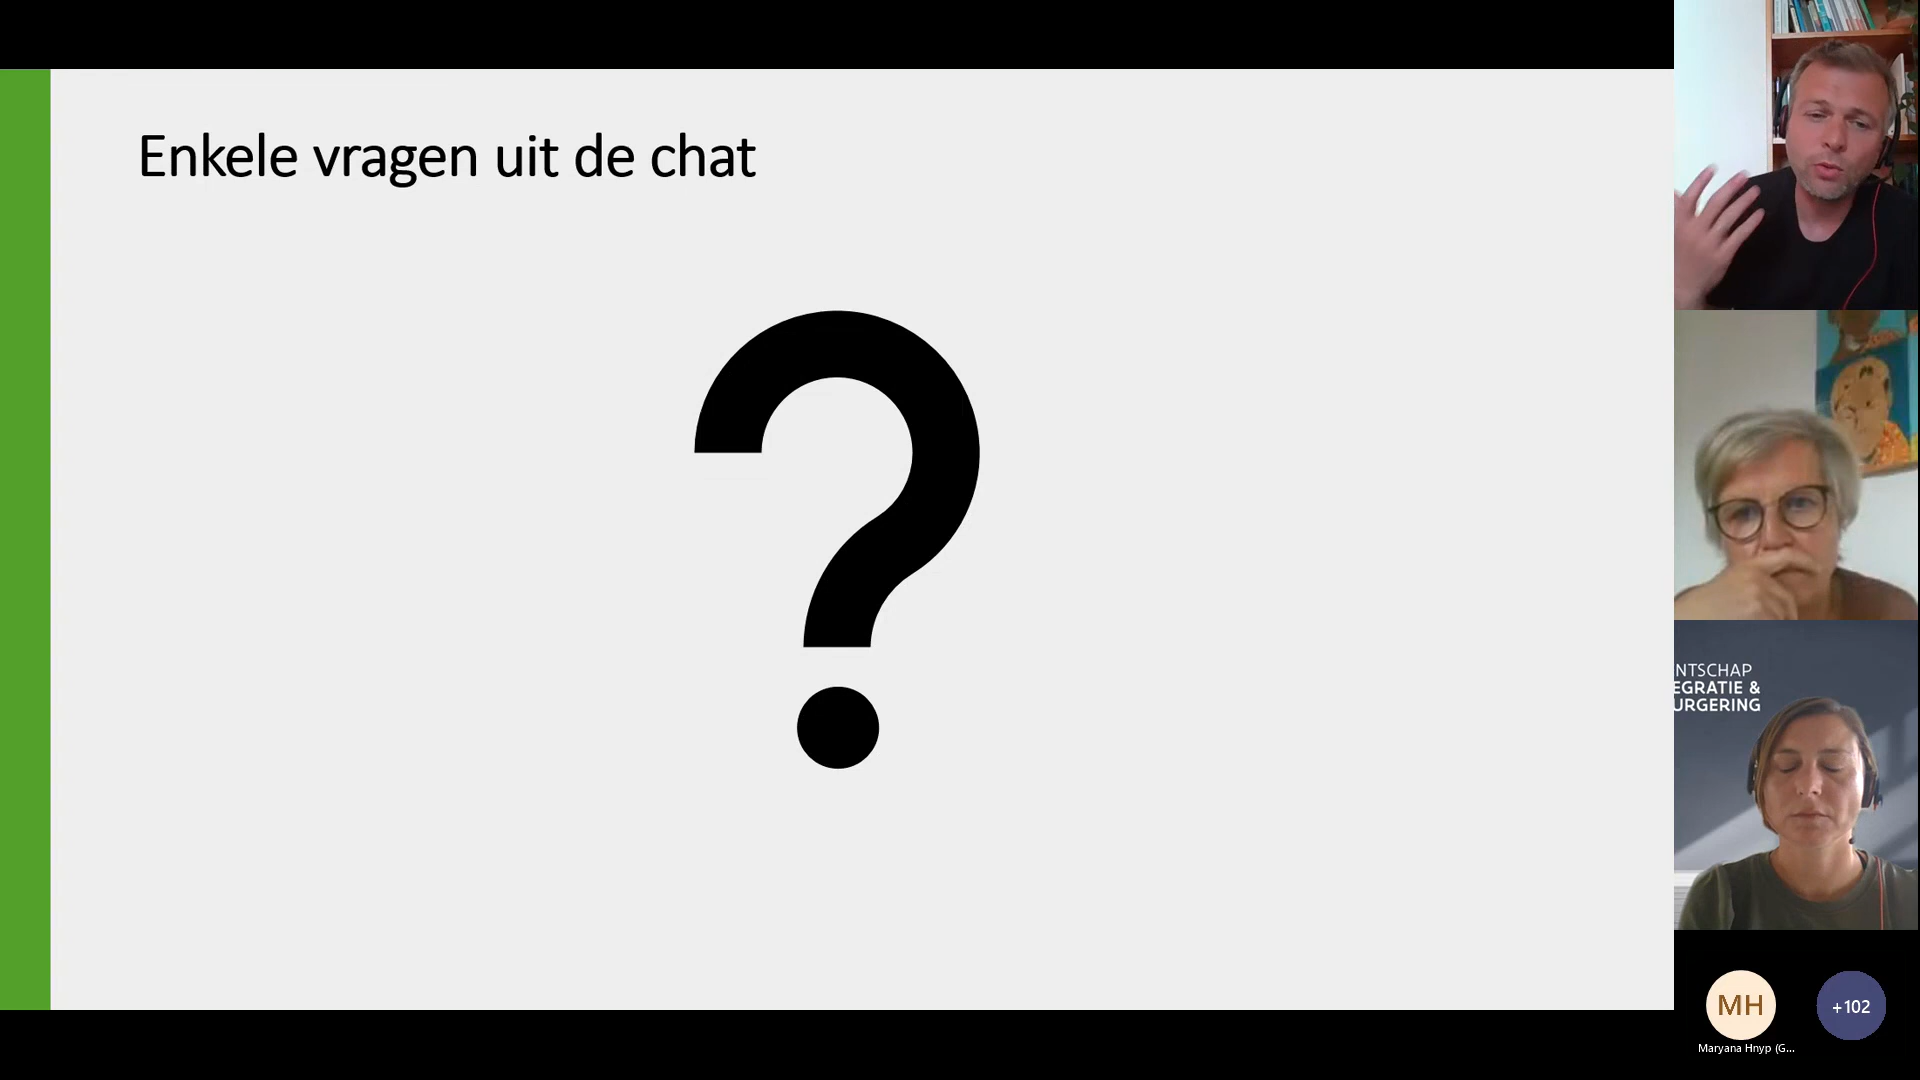 Enkele vragen uit de chat
?
NTSCHAP
EGRATIE &
URGERING
MH
+102
Maryana Hnyp (G...